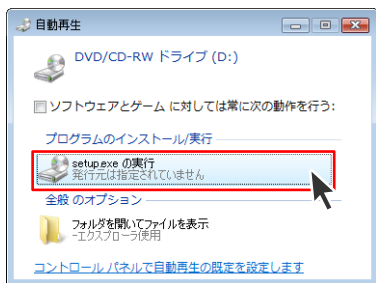 自動再生
DVD/CD-RW ドライブ (D:)
ソフトウェアとゲーム に対しては常に次の動作を行う:
プログラムのインストール/実行
setup.exe の実行
発行元は指定されていません
全般 のオプション
フォルダを開いてファイルを表示
-エクスプローラ使用
コントロール パネルで自動再生の既定を設定します